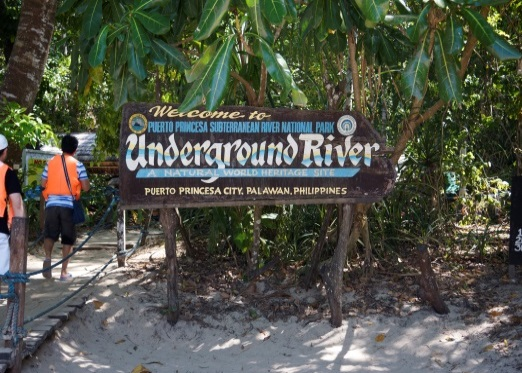 Welcome to
PUERTO PRINCESA SUBTERRANEAN RIVER NATIONAL PARK
Underground River
A NATURAL WORLD HERITAGE SITE
PUERTO PRINCESA CITY, PALAWAN, PHILIPPINES